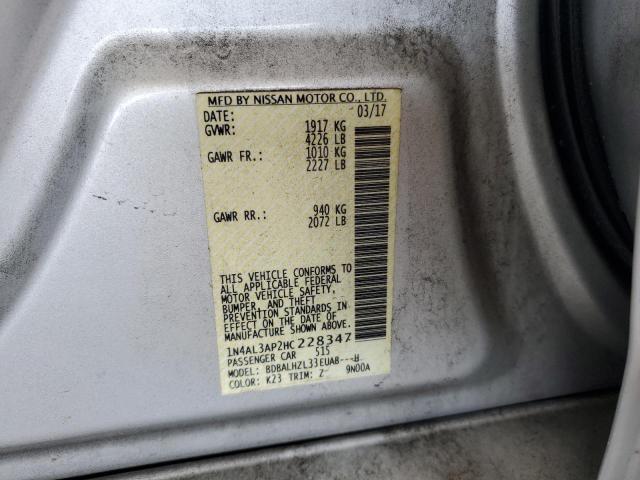 MFD BY NISSAN MOTOR CO., LTD.
DATE: 03/17
GVWR: 1917 KG
4226 LB
GAWR FR.: 1010 KG
2227 LB
GAWR RR.: 940 KG
2072 LB
THIS VEHICLE CONFORMS TO
ALL APPLICABLE FEDERAL
MOTOR VEHICLE SAFETY,
BUMPER, AND THEFT
PREVENTION STANDARDS IN
EFFECT ON THE DATE OF
MANUFACTURE SHOWN ABOVE.
1N4AL3AP2HC228347
PASSENGER CAR 515
MODEL: BDBALHZL33EUAB---H
COLOR: K23 TRIM: Z 9N00A